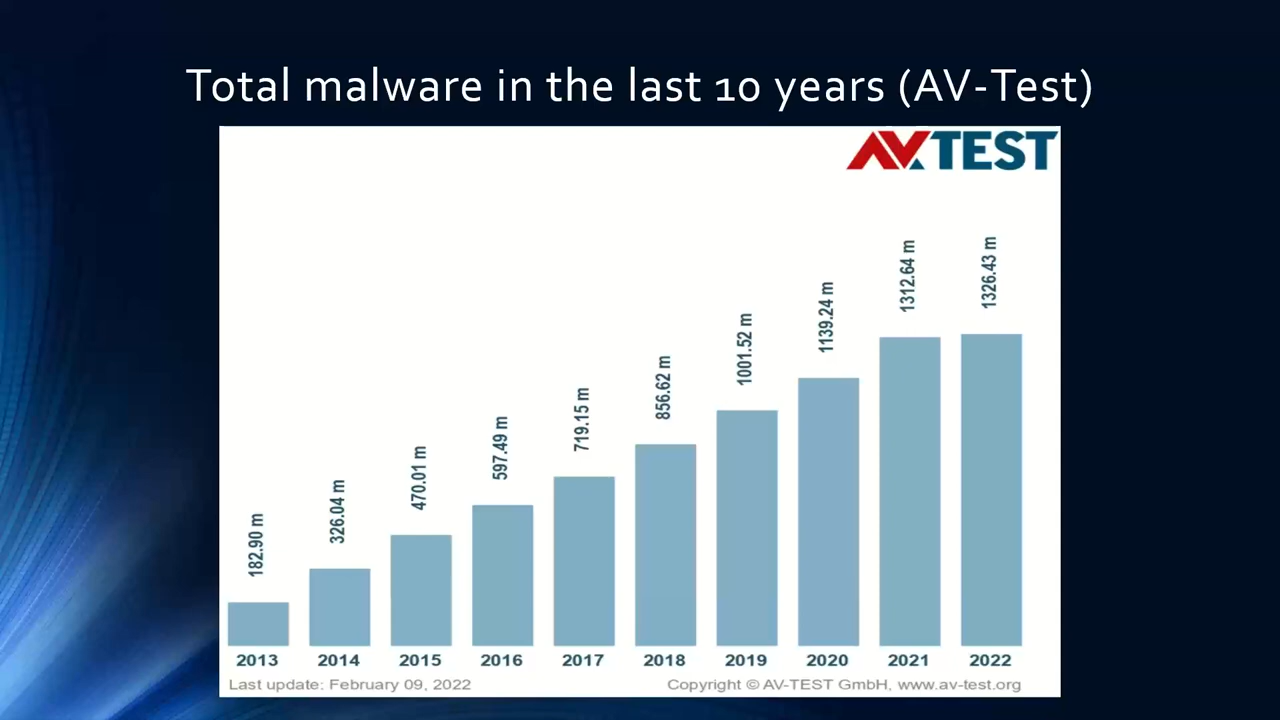 Total malware in the last 10 years (AV-Test)
AVTEST
182.90 m
326.04 m
470.01 m
597.49 m
719.15 m
856.62 m
1001.52 m
1139.24 m
1312.64 m
1326.43 m
2013 2014 2015 2016 2017 2018 2019 2020 2021 2022
Last update: February 09, 2022 Copyright © AV-TEST GmbH, www.av-test.org